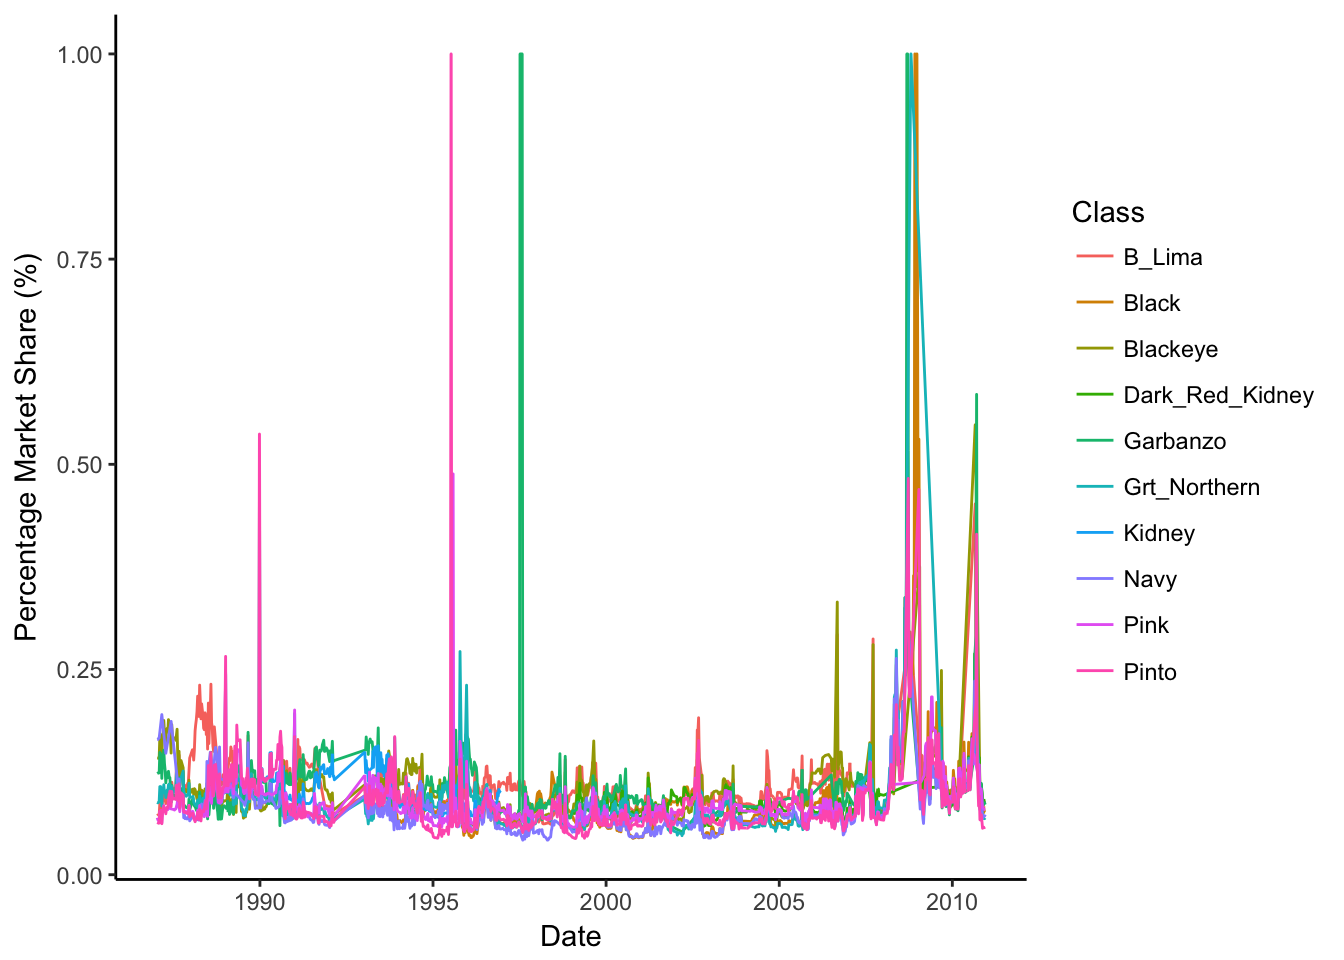 Percentage Market Share (%)
1.00
0.75
0.50
0.25
0.00
1990
1995
2000
2005
2010
Date
Class
B_Lima
Black
Blackeye
Dark_Red_Kidney
Garbanzo
Grt_Northern
Kidney
Navy
Pink
Pinto